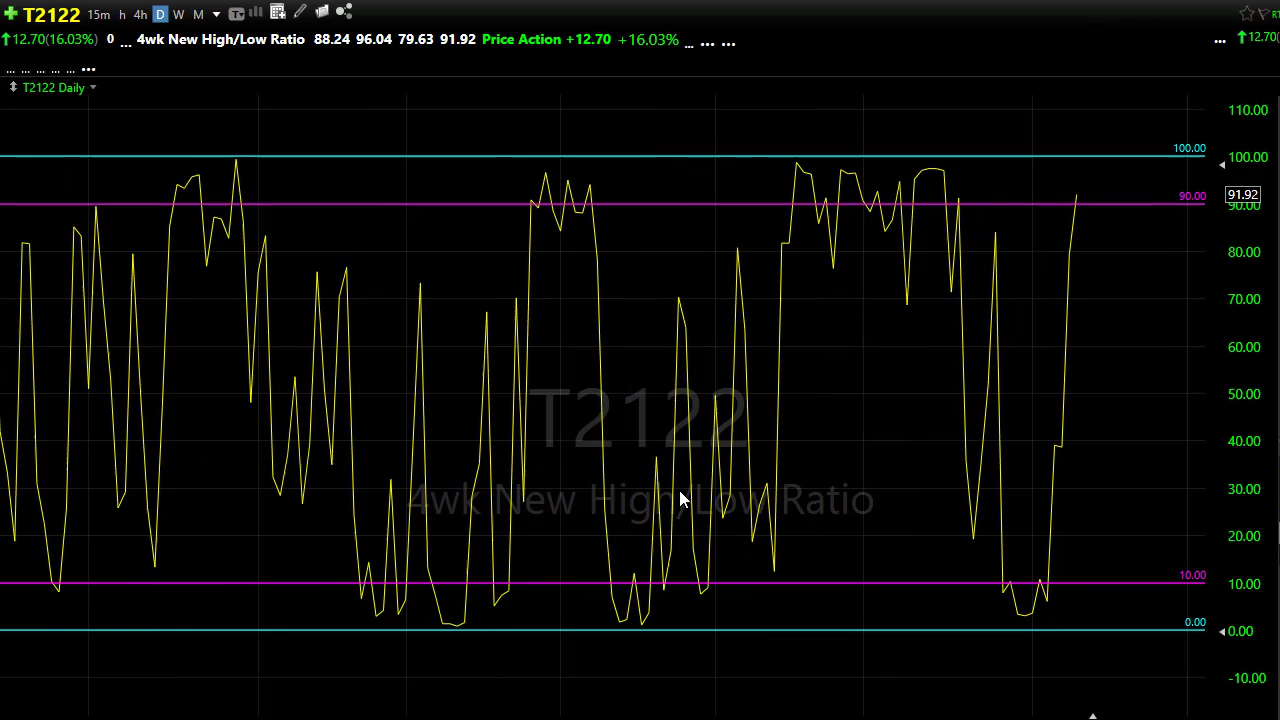 T2122 15m h 4h D W M T
12.70(16.03%) 0 ... 4wk New High/Low Ratio 88.24 96.04 79.63 91.92 Price Action +12.70 +16.03% ... ... ... ... 12.70(
... ... ... ... ... ...
T2122 Daily
110.00
100.00 100.00
90.00 91.92
90.00
80.00
70.00
60.00
50.00
T2122
40.00
4wk New High/Low Ratio
30.00
20.00
10.00 10.00
0.00 0.00
-10.00